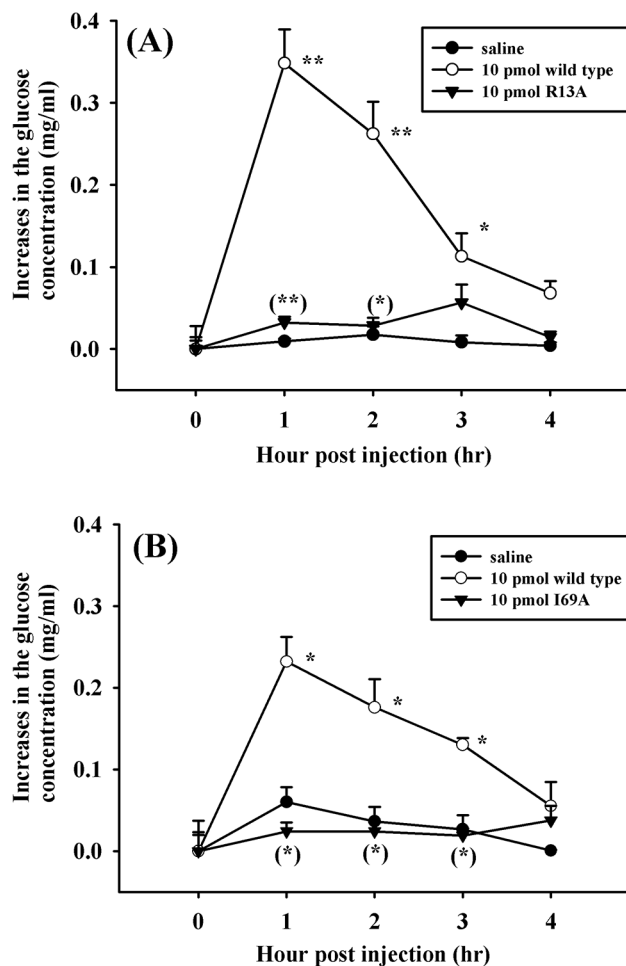 (A)
saline
10 pmol wild type
10 pmol R13A
Increases in the glucose
concentration (mg/ml)
0.4
0.3
0.2
0.1
0.0
**
**
*
(**)
(*)
0 1 2 3 4
Hour post injection (hr)
(B)
saline
10 pmol wild type
10 pmol I69A
Increases in the glucose
concentration (mg/ml)
0.4
0.3
0.2
0.1
0.0
*
*
*
(*) (*) (*)
0 1 2 3 4
Hour post injection (hr)